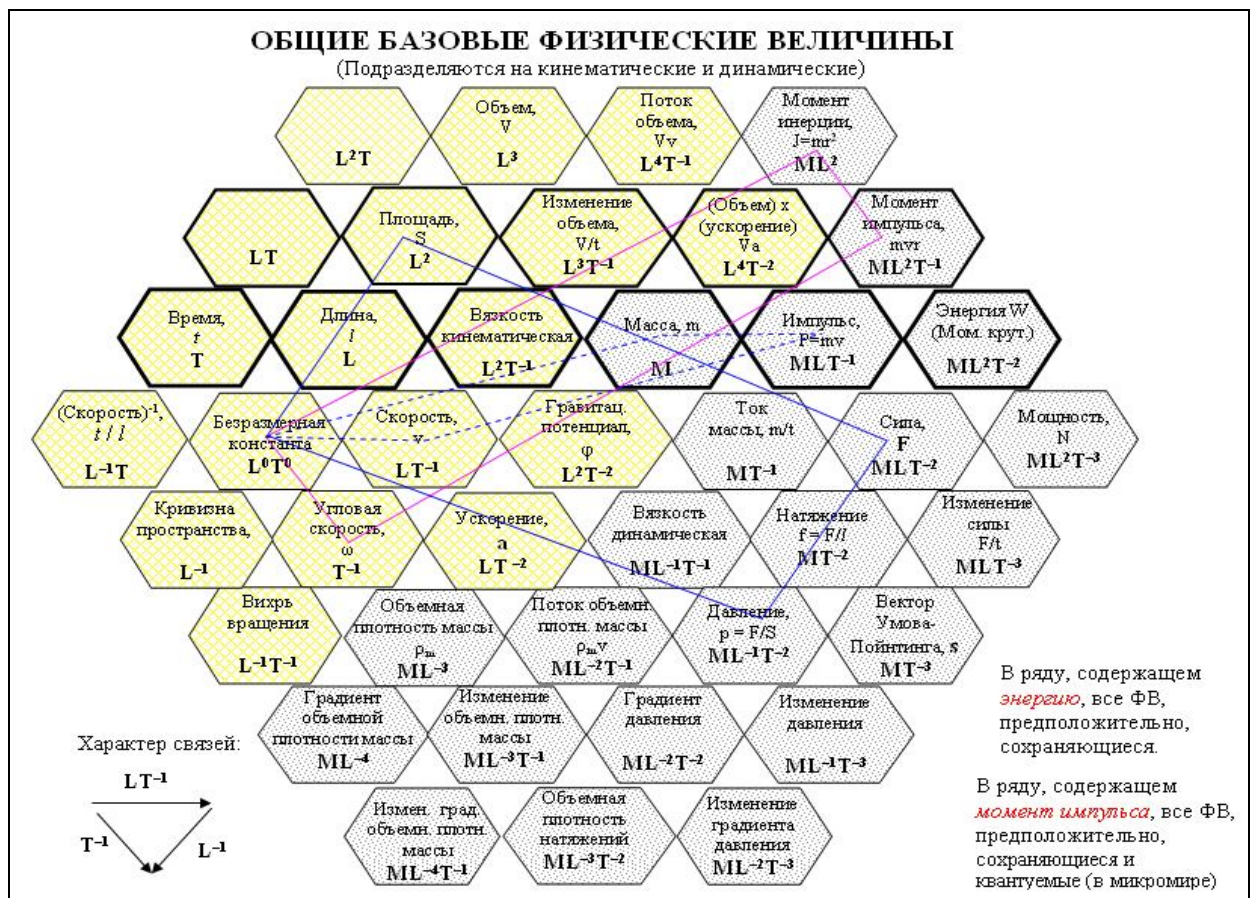 ОБЩИЕ БАЗОВЫЕ ФИЗИЧЕСКИЕ ВЕЛИЧИНЫ
(Подразделяются на кинематические и динамические)
L²T
Объем,
V
L³
Поток
объема,
Vv
L⁴T⁻¹
Момент
инерции,
J=mr²
ML²
LT
Площадь,
S
L²
Изменение
объема,
V/t
L³T⁻¹
(Объем) х
(ускорение)
Va
L⁴T⁻²
Момент
импульса,
mvr
ML²T⁻¹
Время,
t
T
Длина,
l
L
Вязкость
кинематическая
L²T⁻¹
Масса, m
M
Импульс,
P=mv
MLT⁻¹
Энергия W
(Мом. крут.)
ML²T⁻²
(Скорость)⁻¹,
t / l
L⁻¹T
Безразмерная
константа
L⁰T⁰
Скорость,
v
LT⁻¹
Гравитац.
потенциал,
φ
L²T⁻²
Ток
массы, m/t
MT⁻¹
Сила,
F
MLT⁻²
Мощность,
N
ML²T⁻³
Кривизна
пространства,
L⁻¹
Угловая
скорость,
ω
T⁻¹
Ускорение,
a
LT⁻²
Вязкость
динамическая
ML⁻¹T⁻¹
Натяжение
f = F/l
MT⁻²
Изменение
силы
F/t
MLT⁻³
Вихрь
вращения
L⁻¹T⁻¹
Объемная
плотность массы
ρₘ
ML⁻³
Поток объемн.
плотн. массы
ρₘv
ML⁻²T⁻¹
Давление,
p = F/S
ML⁻¹T⁻²
Вектор
Умова-
Пойнтинга, s
MT⁻³
Градиент
объемной
плотности массы
ML⁻⁴
Изменение
объемн. плотн.
массы
ML⁻³T⁻¹
Градиент
давления
ML⁻²T⁻²
Изменение
давления
ML⁻¹T⁻³
Измен. град.
объемн. плотн.
массы
ML⁻⁴T⁻¹
Объемная
плотность
натяжений
ML⁻³T⁻²
Изменение
градиента
давления
ML⁻²T⁻³
Характер связей:
LT⁻¹
T⁻¹
L⁻¹
В ряду, содержащем
энергию, все ФВ,
предположительно,
сохраняющиеся.
В ряду, содержащем
момент импульса, все ФВ,
предположительно,
сохраняющиеся и
квантуемые (в микромире)